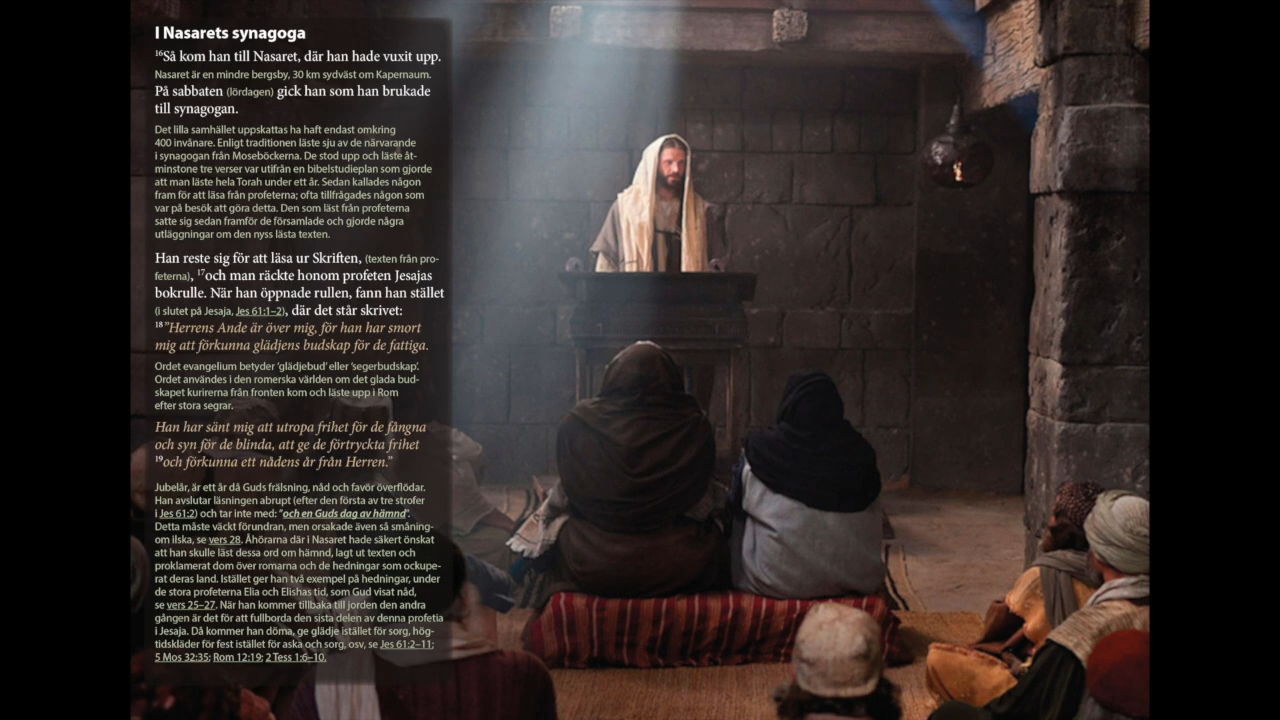 I Nasarets synagoga
16Så kom han till Nasaret, där han hade vuxit upp.
Nasaret är en mindre bergsby, 30 km sydväst om Kapernaum.
På sabbaten (lördagen) gick han som han brukade
till synagogan.
Det lilla samhället uppskattas ha haft endast omkring
400 invånare. Enligt traditionen läste sju av de närvarande
i synagogan från Moseböckerna. De stod upp och läste åt-
minstone tre verser var utifrån en bibelstudieplan som gjorde
att man läste hela Torah under ett år. Sedan kallades någon
fram för att läsa från profeterna; ofta tillfrågades någon som
var på besök att göra detta. Den som läst från profeterna
satte sig sedan framför de församlade och gjorde några
utläggningar om den nyss lästa texten.
Han reste sig för att läsa ur Skriften, (texten från pro-
feterna), 17och man räckte honom profeten Jesajas
bokrulle. När han öppnade rullen, fann han stället
(i slutet på Jesaja, Jes 61:1–2), där det står skrivet:
18"Herrens Ande är över mig, för han har smort
mig att förkunna glädjens budskap för de fattiga.
Ordet evangelium betyder 'glädjebud' eller 'segerbudskap'.
Ordet användes i den romerska världen om det glada bud-
skapet kurirerna från fronten kom och läste upp i Rom
efter stora segrar.
Han har sänt mig att utropa frihet för de fångna
och syn för de blinda, att ge de förtryckta frihet
19och förkunna ett nådens år från Herren."
Jubelår, är ett år då Guds frälsning, nåd och favör överflödar.
Han avslutar läsningen abrupt (efter den första av tre strofer
i Jes 61:2) och tar inte med: "och en Guds dag av hämnd".
Detta måste väckt förundran, men orsakade även så småning-
om ilska, se vers 28. Åhörarna där i Nasaret hade säkert önskat
att han skulle läst dessa ord om hämnd, lagt ut texten och
proklamerat dom över romarna och de hedningar som ockupe-
rat deras land. Istället ger han två exempel på hedningar, under
de stora profeterna Elia och Elishas tid, som Gud visat nåd,
se vers 25–27. När han kommer tillbaka till jorden den andra
gången är det för att fullborda den sista delen av denna profetia
i Jesaja. Då kommer han döma, ge glädje istället för sorg, hög-
tidskläder för fest istället för aska och sorg, osv, se Jes 61:2–11;
5 Mos 32:35; Rom 12:19; 2 Tess 1:6–10.